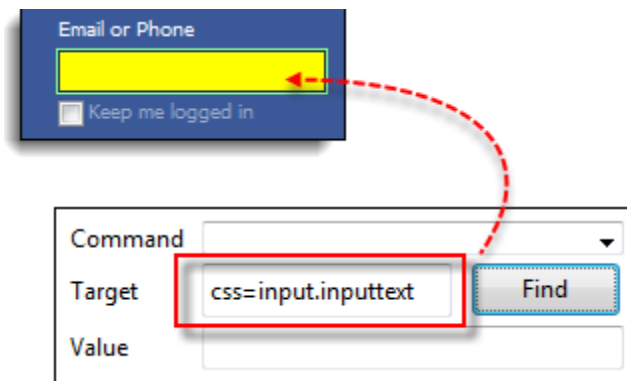 Email or Phone
Keep me logged in
Command
Target css=input.inputtext Find
Value